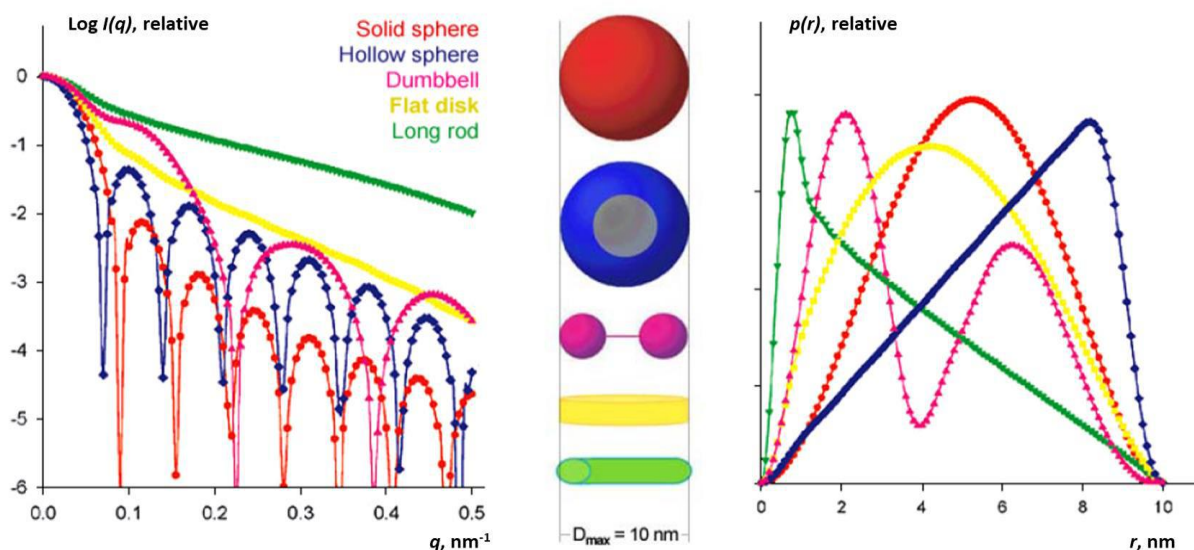 Log I(q), relative
Solid sphere
Hollow sphere
Dumbbell
Flat disk
Long rod
0
-1
-2
-3
-4
-5
-6
0.0 0.1 0.2 0.3 0.4 0.5
q, nm⁻¹
D_max = 10 nm
p(r), relative
0 2 4 6 8 10
r, nm